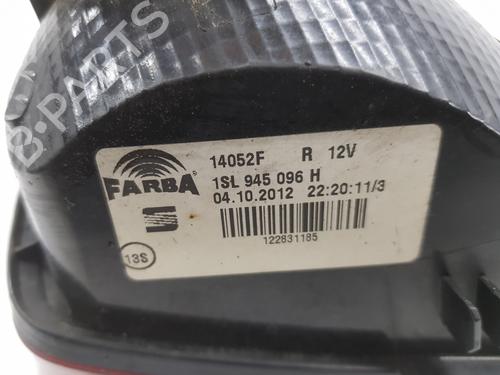 B-PARTS
FARBA
14052F R 12V
1SL 945 096 H
04.10.2012 22:20:11/3
122831185
13S